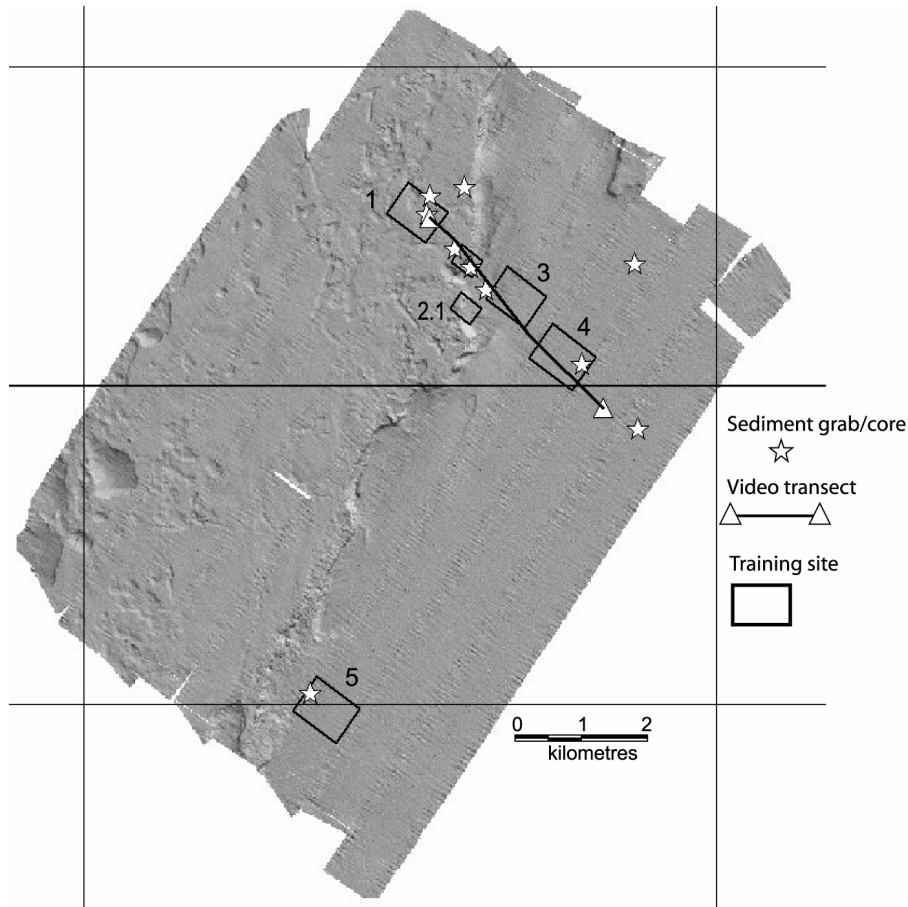 1
3
2.1
4
Sediment grab/core
Video transect
Training site
5
0 1 2
kilometres